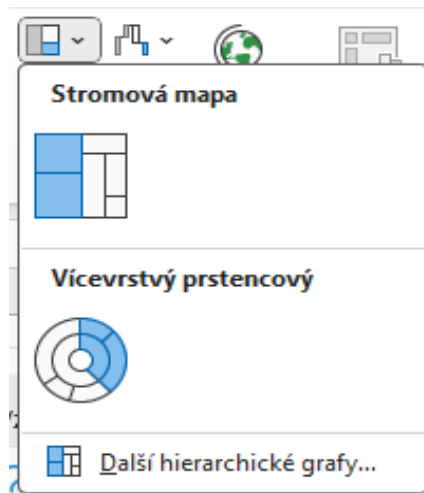 Stromová mapa
Vícevrstvý prstencový
Další hierarchické grafy...